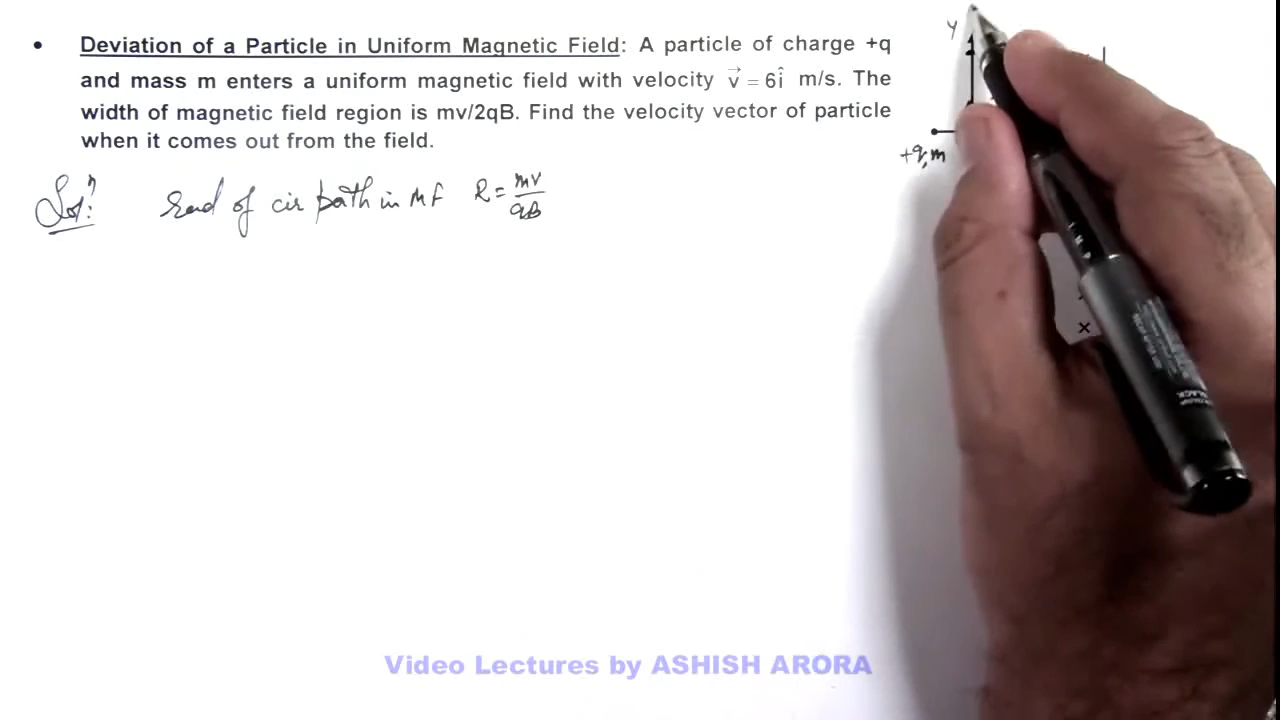 • Deviation of a Particle in Uniform Magnetic Field: A particle of charge +q
and mass m enters a uniform magnetic field with velocity v⃗ = 6î m/s. The
width of magnetic field region is mv/2qB. Find the velocity vector of particle
when it comes out from the field.
y
+q,m
Solⁿ: Rad of cir path in MF R = mv/qB
×
Video Lectures by ASHISH ARORA